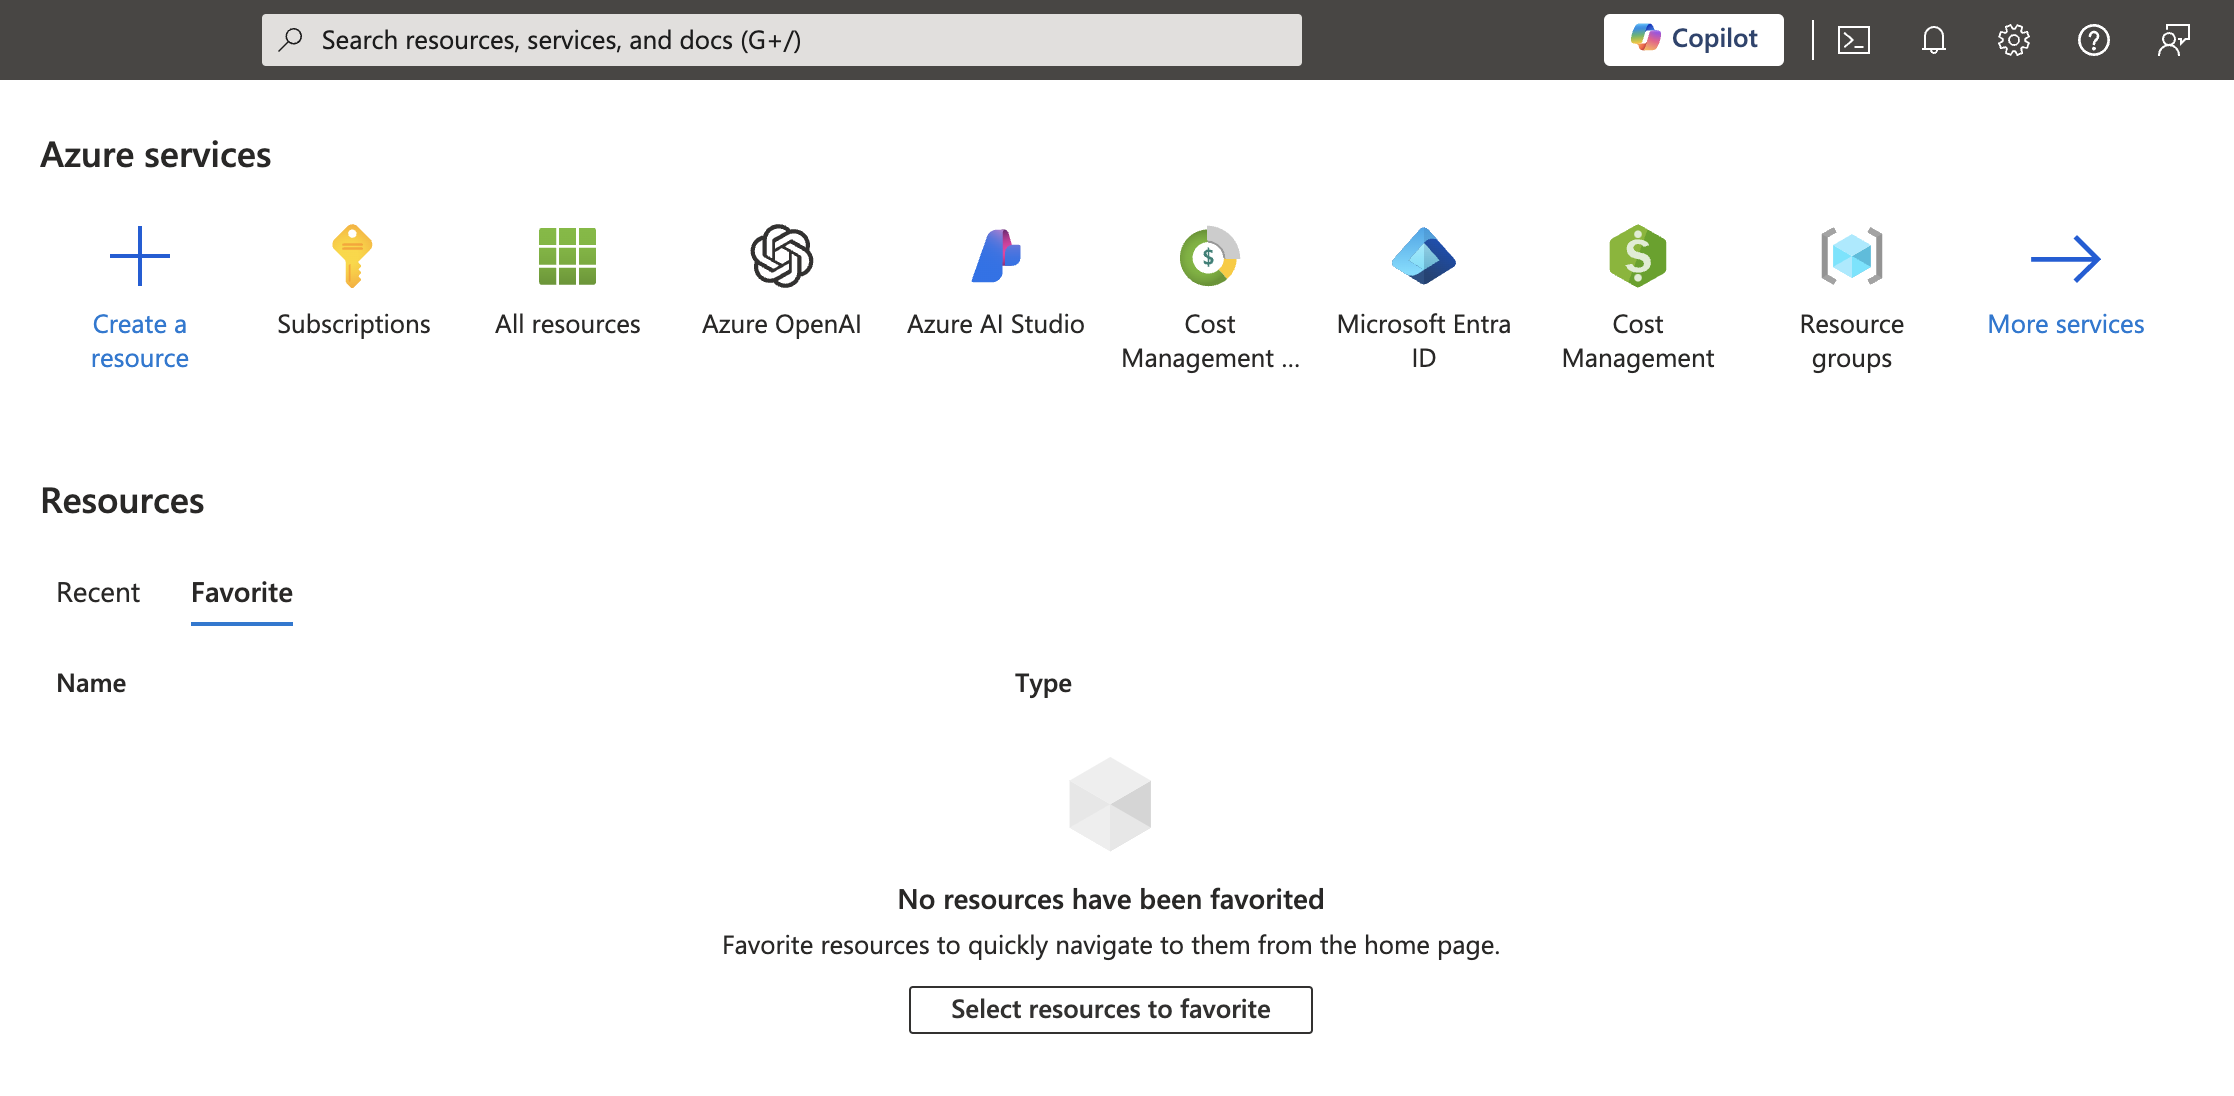 Search resources, services, and docs (G+/)
Copilot
Azure services
Create a
resource
Subscriptions
All resources
Azure OpenAI
Azure AI Studio
Cost
Management ...
Microsoft Entra
ID
Cost
Management
Resource
groups
More services
Resources
Recent
Favorite
Name
Type
No resources have been favorited
Favorite resources to quickly navigate to them from the home page.
Select resources to favorite